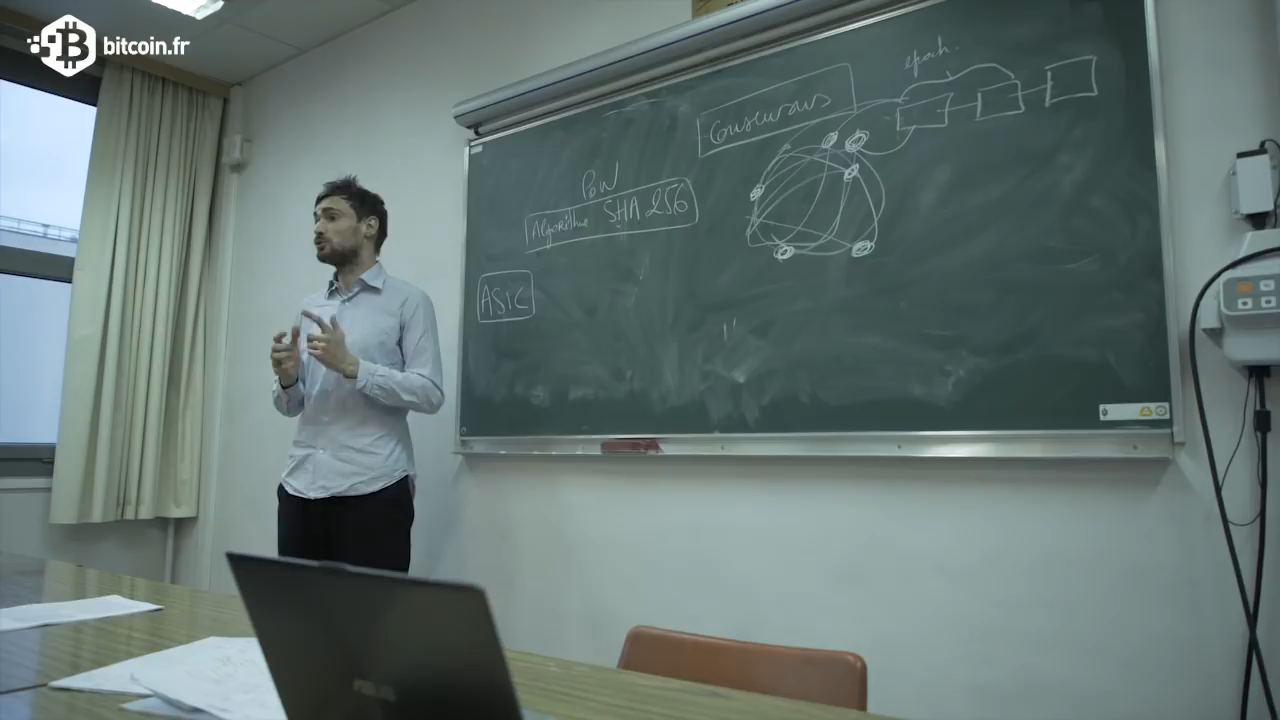 bitcoin.fr
epoch.
Consensus
PoW
Algorithme SHA 256
ASIC